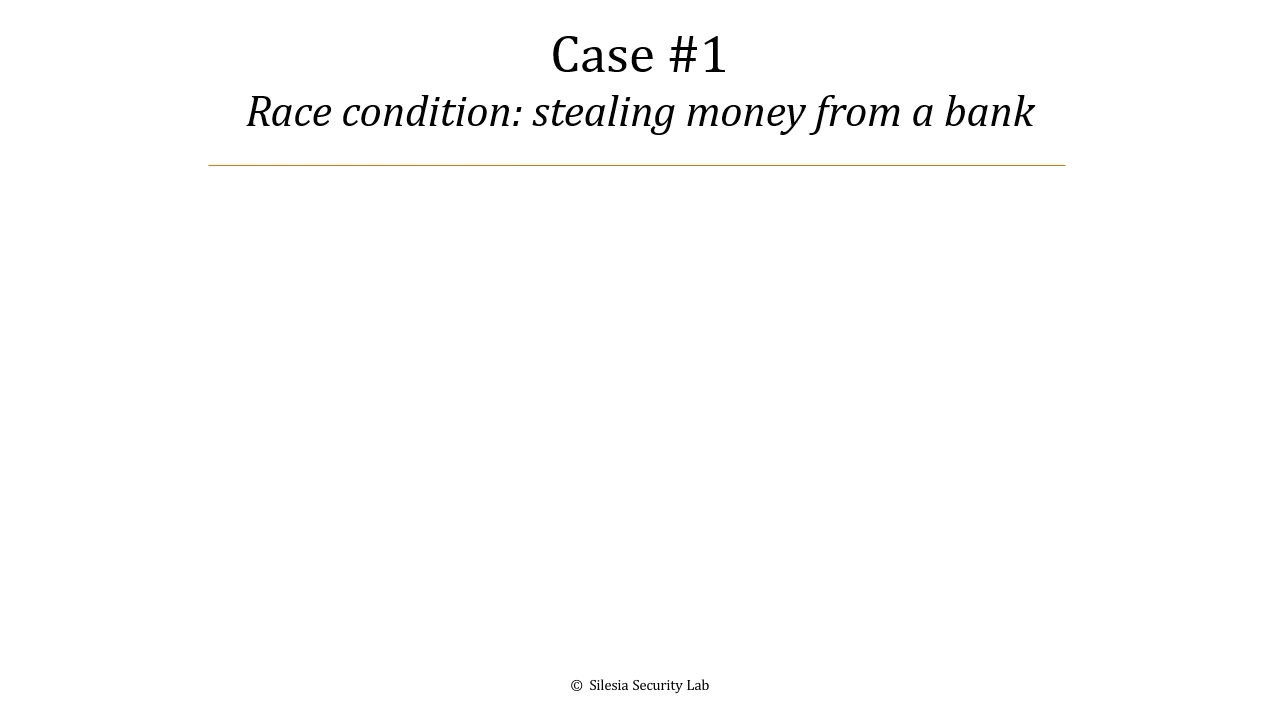 Case #1
Race condition: stealing money from a bank
© Silesia Security Lab